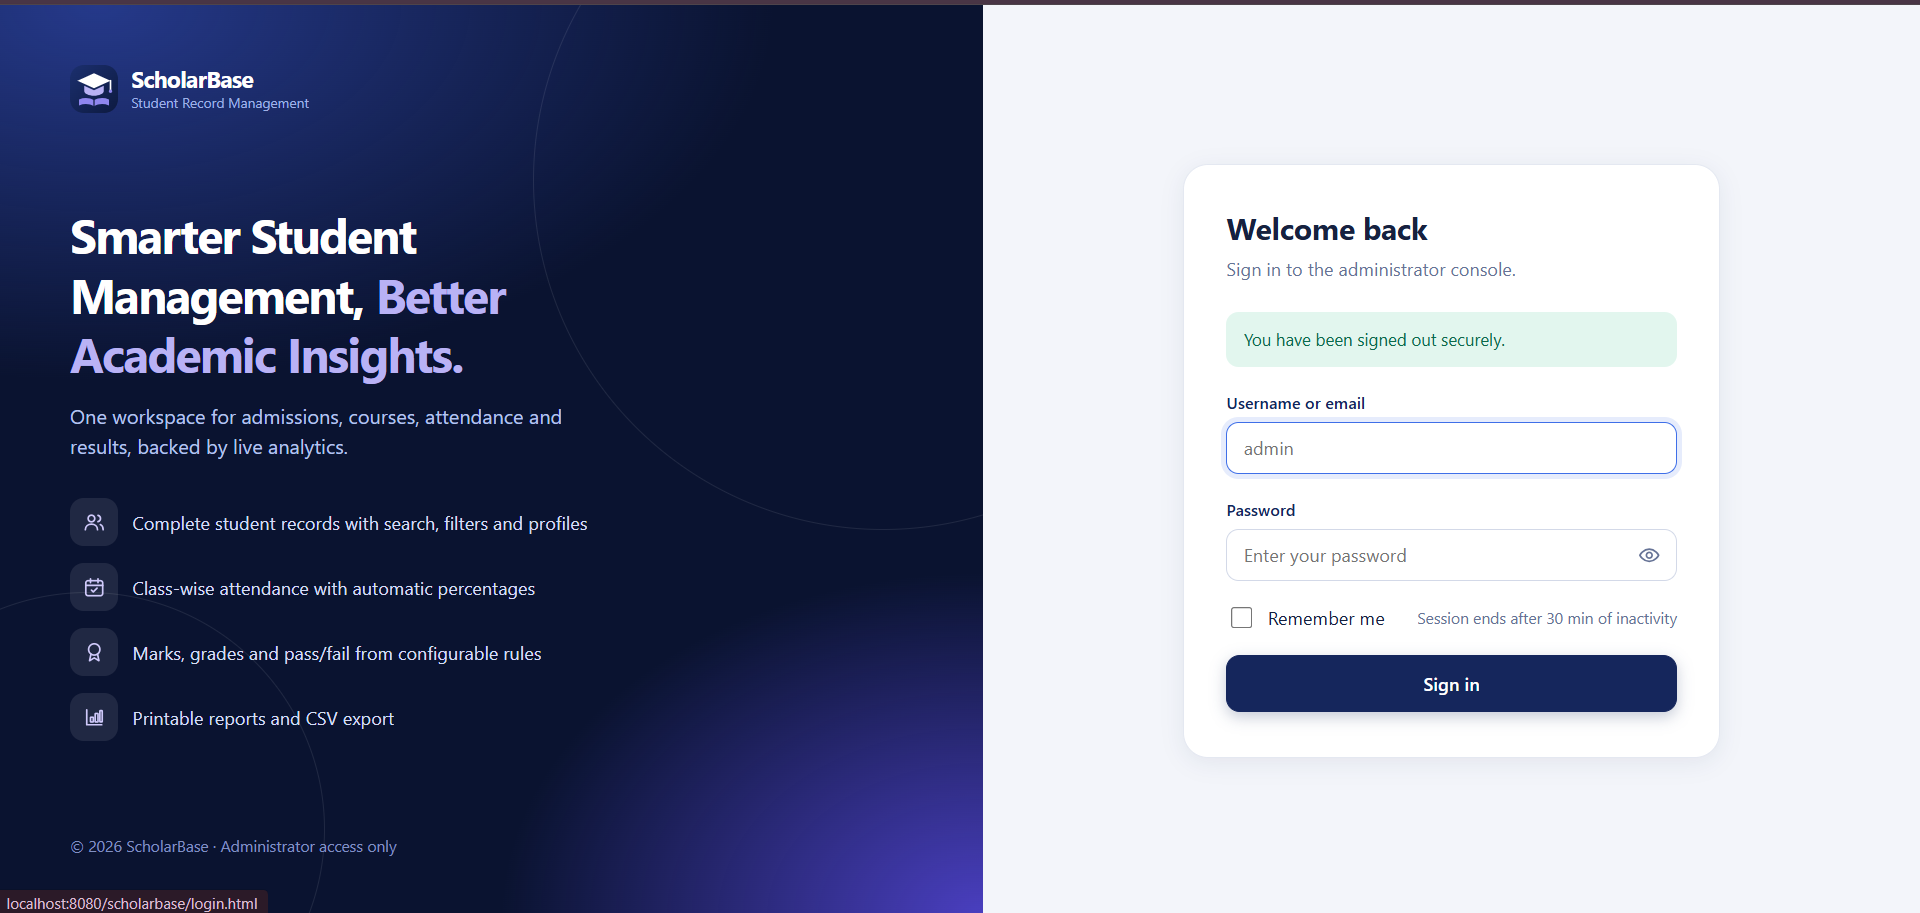 ScholarBase
Student Record Management
Smarter Student
Management, Better
Academic Insights.
One workspace for admissions, courses, attendance and
results, backed by live analytics.
Complete student records with search, filters and profiles
Class-wise attendance with automatic percentages
Marks, grades and pass/fail from configurable rules
Printable reports and CSV export
© 2026 ScholarBase · Administrator access only
localhost:8080/scholarbase/login.html
Welcome back
Sign in to the administrator console.
You have been signed out securely.
Username or email
admin
Password
Enter your password
Remember me
Session ends after 30 min of inactivity
Sign in